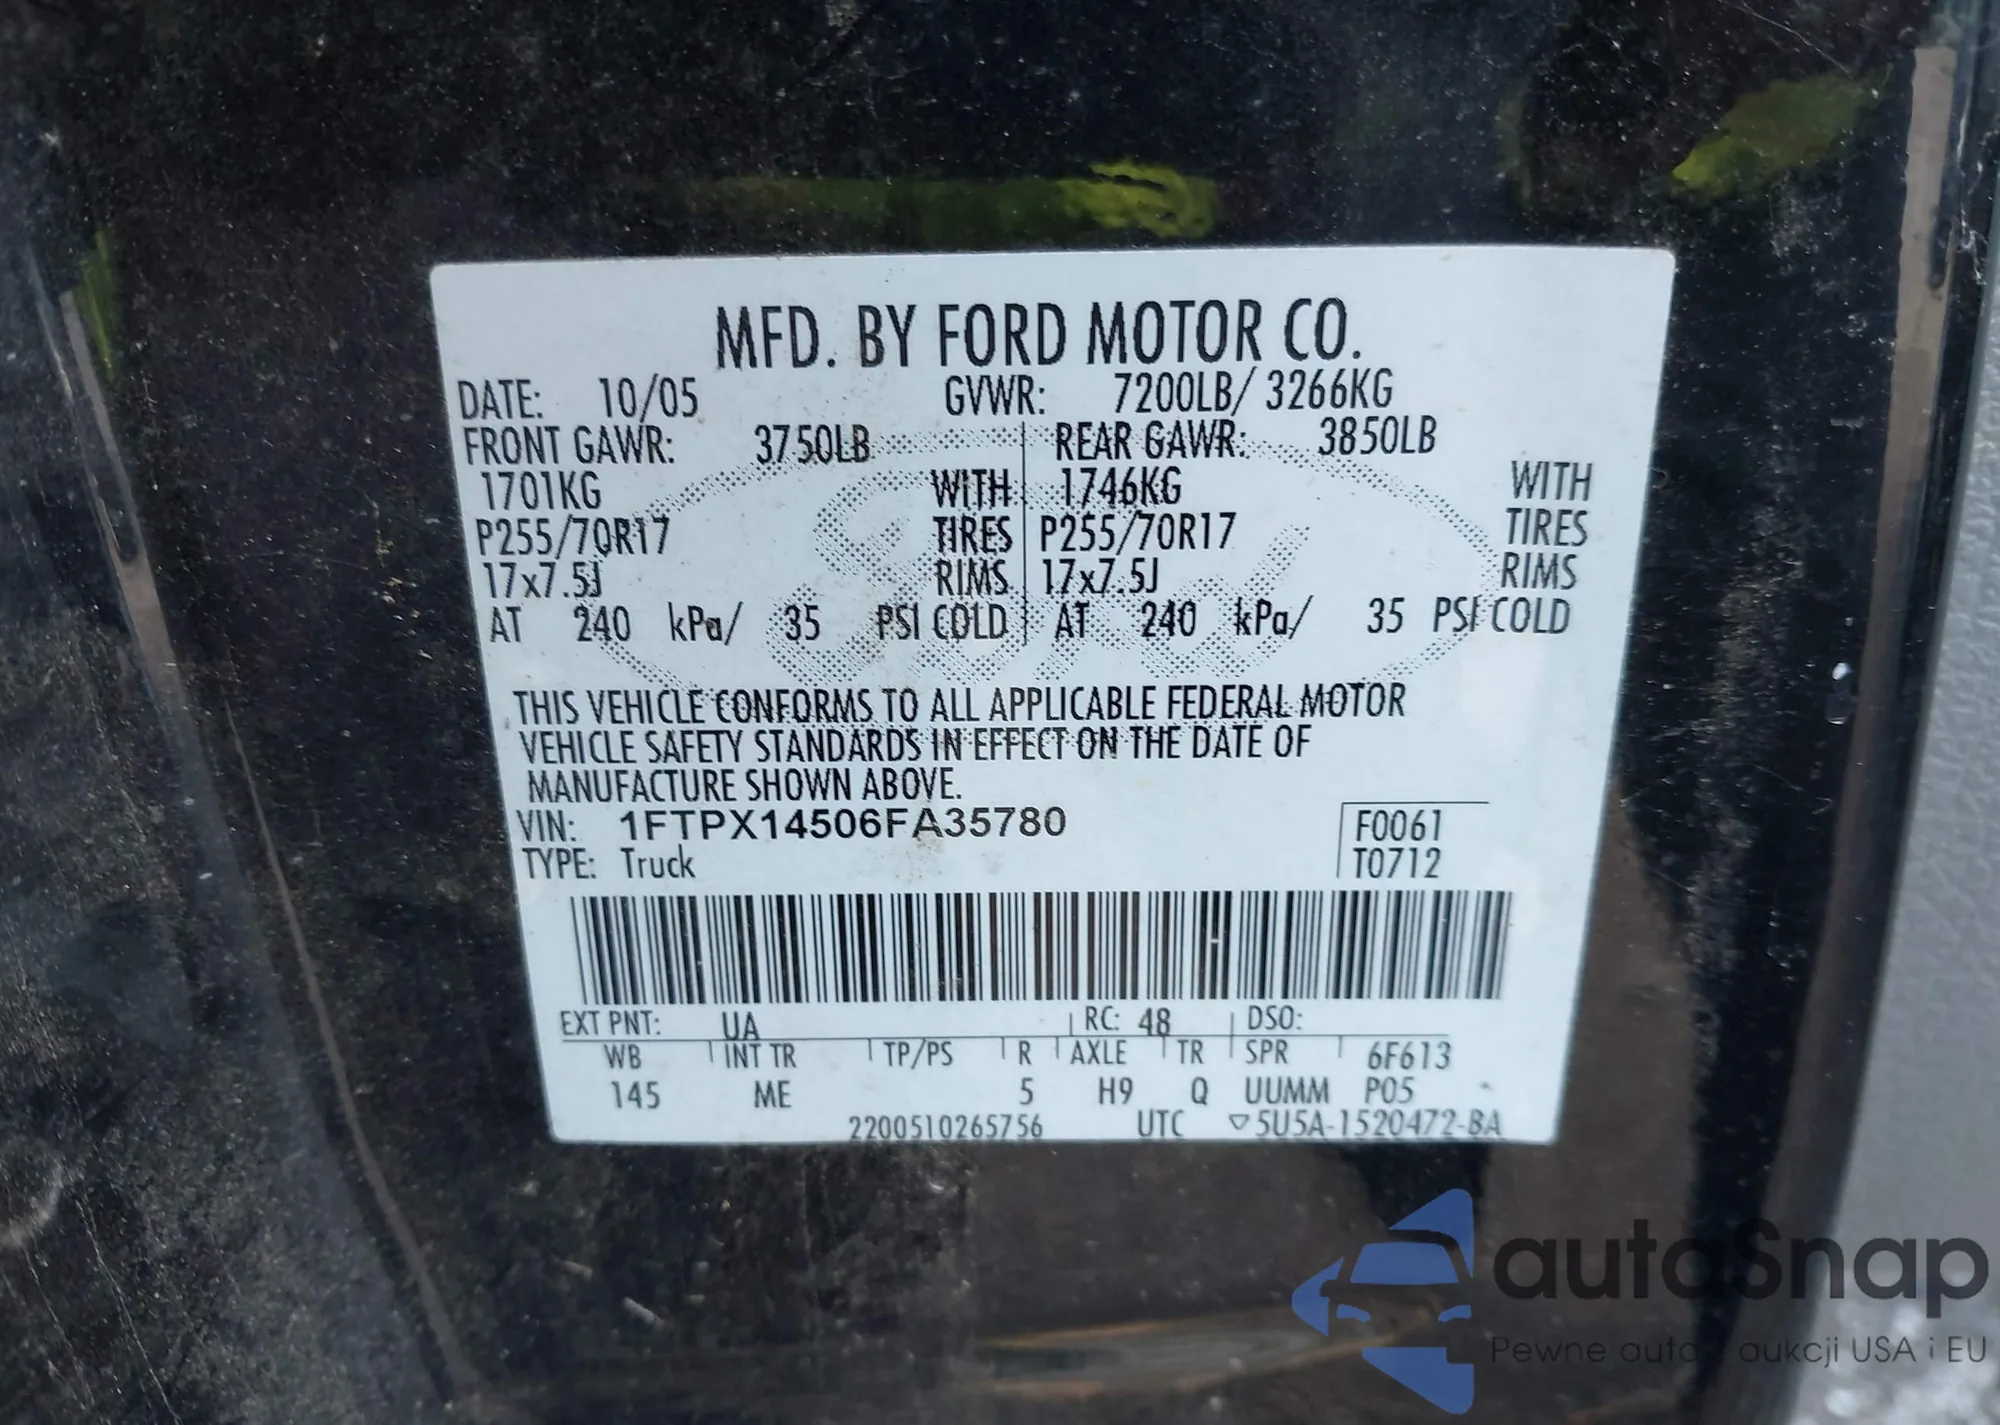 MFD. BY FORD MOTOR CO.
DATE: 10/05 GVWR: 7200LB/ 3266KG
FRONT GAWR: 3750LB REAR GAWR: 3850LB
1701KG WITH 1746KG WITH
P255/70R17 TIRES P255/70R17 TIRES
17x7.5J RIMS 17x7.5J RIMS
AT 240 kPa/ 35 PSI COLD AT 240 kPa/ 35 PSI COLD
THIS VEHICLE CONFORMS TO ALL APPLICABLE FEDERAL MOTOR
VEHICLE SAFETY STANDARDS IN EFFECT ON THE DATE OF
MANUFACTURE SHOWN ABOVE.
VIN: 1FTPX14506FA35780 F0061
TYPE: Truck T0712
EXT PNT: UA RC: 48 DSO:
WB INT TR TP/PS R AXLE TR SPR 6F613
145 ME 5 H9 Q UUMM P05
2200510265756 UTC ▽5U5A-1520472-BA
autoSnap
Pewne auta z aukcji USA i EU